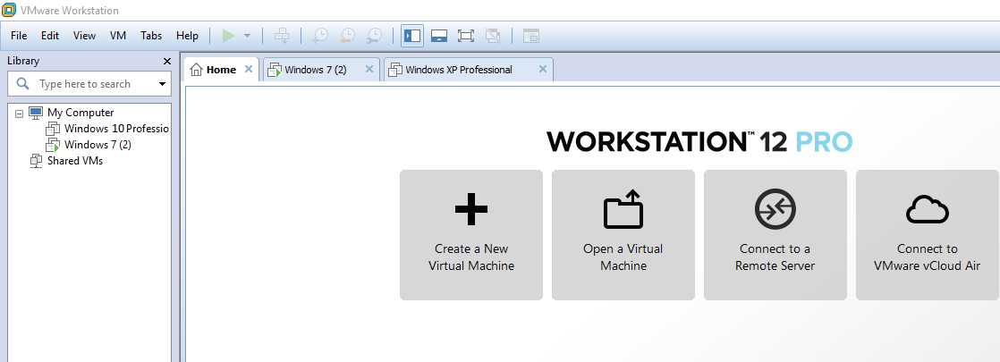 VMware Workstation
File Edit View VM Tabs Help
Library
Type here to search
My Computer
Windows 10 Professio
Windows 7 (2)
Shared VMs
Home
Windows 7 (2)
Windows XP Professional
WORKSTATION™ 12 PRO
Create a New
Virtual Machine
Open a Virtual
Machine
Connect to a
Remote Server
Connect to
VMware vCloud Air